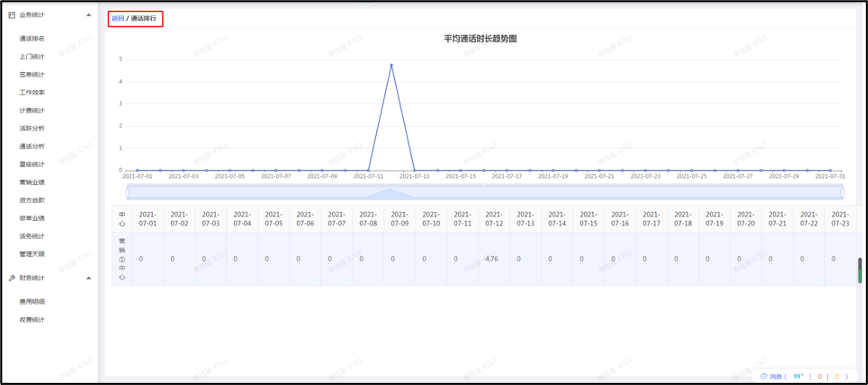 业务统计
通话排名
上门统计
签单统计
工作效率
计费统计
活跃分析
通话分析
星级统计
营销业绩
资方放款
做单业绩
话务统计
管理天眼
财务统计
费用明细
收费统计
返回 / 通话排行
平均通话时长趋势图
5
4
3
2
1
0
2021-07-01 2021-07-03 2021-07-05 2021-07-07 2021-07-09 2021-07-11 2021-07-13 2021-07-15 2021-07-17 2021-07-19 2021-07-21 2021-07-23 2021-07-25 2021-07-27 2021-07-29 2021-07-31
中心 2021-07-01 2021-07-02 2021-07-03 2021-07-04 2021-07-05 2021-07-06 2021-07-07 2021-07-08 2021-07-09 2021-07-10 2021-07-11 2021-07-12 2021-07-13 2021-07-14 2021-07-15 2021-07-16 2021-07-17 2021-07-18 2021-07-19 2021-07-20 2021-07-21 2021-07-22 2021-07-23
营销①中心 0 0 0 0 0 0 0 0 0 0 0 4.76 0 0 0 0 0 0 0 0 0 0 0
消息 ( 99+ | 0 | 0 )